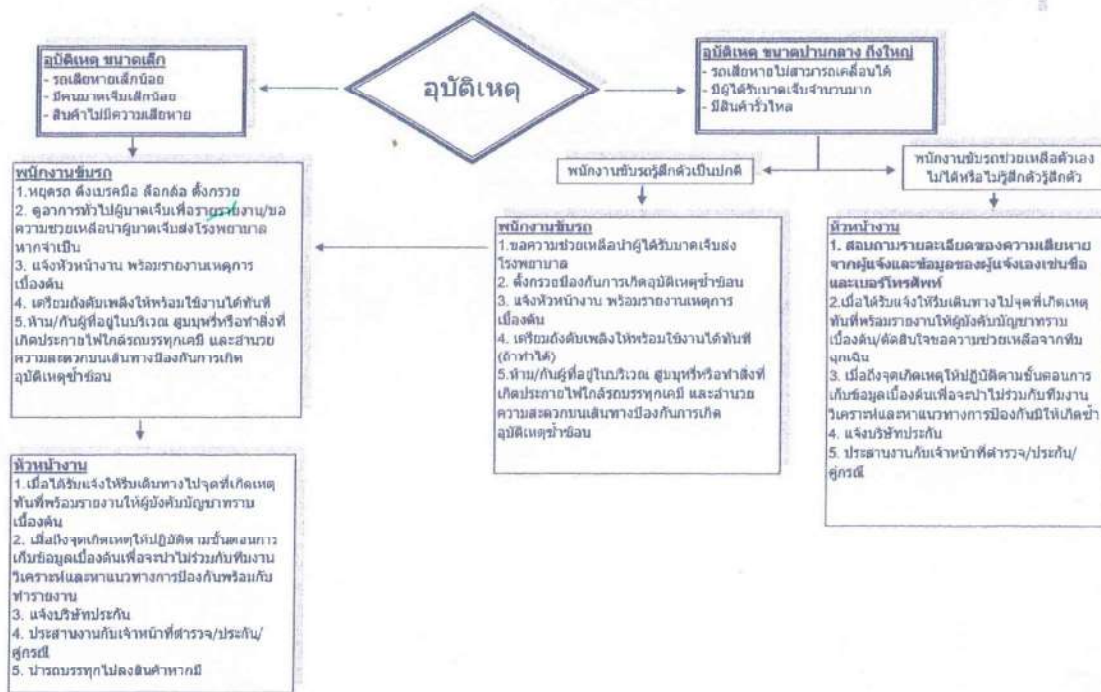 อุบัติเหตุ
อุบัติเหตุ ขนาดเล็ก
- รถเสียหายเล็กน้อย
- มีคนบาดเจ็บเล็กน้อย
- สินค้าไม่มีความเสียหาย
อุบัติเหตุ ขนาดปานกลาง ถึงใหญ่
- รถเสียหายไม่สามารถเคลื่อนได้
- มีผู้ได้รับบาดเจ็บจำนวนมาก
- มีสินค้ารั่วไหล
พนักงานขับรถ
1.หยุดรถ ดึงเบรคมือ ล็อกล้อ ตั้งกรวย
2. ดูอาการทั่วไปผู้บาดเจ็บเพื่อรายรายงาน/ขอ
ความช่วยเหลือนำผู้บาดเจ็บส่งโรงพยาบาล
หากจำเป็น
3. แจ้งหัวหน้างาน พร้อมรายงานเหตุการ
เบื้องต้น
4. เตรียมถังดับเพลิงให้พร้อมใช้งานได้ทันที
5.ห้าม/กันผู้ที่อยู่ในบริเวณ สูบบุหรี่หรือทำสิ่งที่
เกิดประกายไฟใกล้รถบรรทุกเคมี และอำนวย
ความสะดวกบนเส้นทางป้องกันการเกิด
อุบัติเหตุซ้ำซ้อน
หัวหน้างาน
1.เมื่อได้รับแจ้งให้รีบเดินทางไปจุดที่เกิดเหตุ
ทันที่พร้อมรายงานให้ผู้บังคับบัญชาทราบ
เบื้องต้น
2. เมื่อถึงจุดเกิดเหตุให้ปฏิบัติตามขั้นตอนการ
เก็บข้อมูลเบื้องต้นเพื่อจะนำไปร่วมกับทีมงาน
วิเคราะห์และหาแนวทางการป้องกันพร้อมกับ
ทำรายงาน
3. แจ้งบริษัทประกัน
4. ประสานงานกับเจ้าหน้าที่ตำรวจ/ประกัน/
คู่กรณี
5. นำรถบรรทุกไปลงสินค้าหากมี
พนักงานขับรถรู้สึกตัวเป็นปกติ
พนักงานขับรถ
1.ขอความช่วยเหลือนำผู้ได้รับบาดเจ็บส่ง
โรงพยาบาล
2. ตั้งกรวยป้องกันการเกิดอุบัติเหตุซ้ำซ้อน
3. แจ้งหัวหน้างาน พร้อมรายงานเหตุการ
เบื้องต้น
4. เตรียมถังดับเพลิงให้พร้อมใช้งานได้ทันที
(ถ้าทำได้)
5.ห้าม/กันผู้ที่อยู่ในบริเวณ สูบบุหรี่หรือทำสิ่งที่
เกิดประกายไฟใกล้รถบรรทุกเคมี และอำนวย
ความสะดวกบนเส้นทางป้องกันการเกิด
อุบัติเหตุซ้ำซ้อน
พนักงานขับรถช่วยเหลือตัวเอง
ไม่ได้หรือไม่รู้สึกตัวรู้สึกตัว
หัวหน้างาน
1. สอบถามรายละเอียดของความเสียหาย
จากผู้แจ้งและข้อมูลของผู้แจ้งเองเช่นชื่อ
และเบอร์โทรศัพท์
2.เมื่อได้รับแจ้งให้รีบเดินทางไปจุดที่เกิดเหตุ
ทันที่พร้อมรายงานให้ผู้บังคับบัญชาทราบ
เบื้องต้น/ตัดสินใจขอความช่วยเหลือจากทีม
ฉุกเฉิน
3. เมื่อถึงจุดเกิดเหตุให้ปฏิบัติตามขั้นตอนการ
เก็บข้อมูลเบื้องต้นเพื่อจะนำไปร่วมกับทีมงาน
วิเคราะห์และหาแนวทางการป้องกันมิให้เกิดซ้ำ
4. แจ้งบริษัทประกัน
5. ประสานงานกับเจ้าหน้าที่ตำรวจ/ประกัน/
คู่กรณี